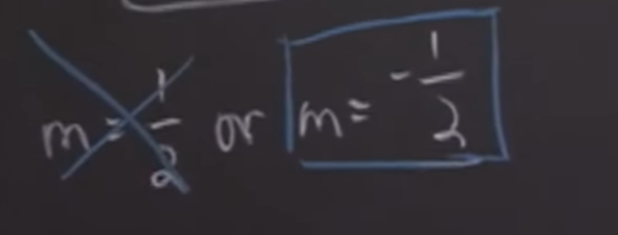 m = 1/2 or m = -1/2